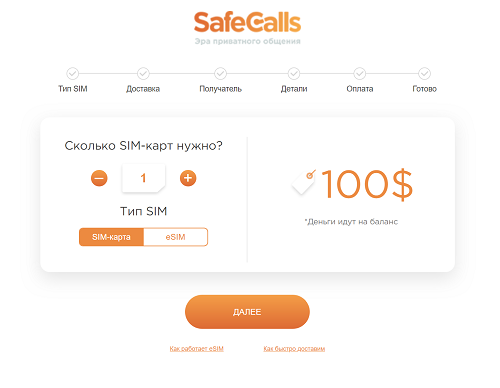 SafeCalls
Эра приватного общения
Тип SIM
Доставка
Получатель
Детали
Оплата
Готово
Сколько SIM-карт нужно?
1
Тип SIM
SIM-карта
eSIM
100$
*Деньги идут на баланс
ДАЛЕЕ
Как работает eSIM
Как быстро доставим